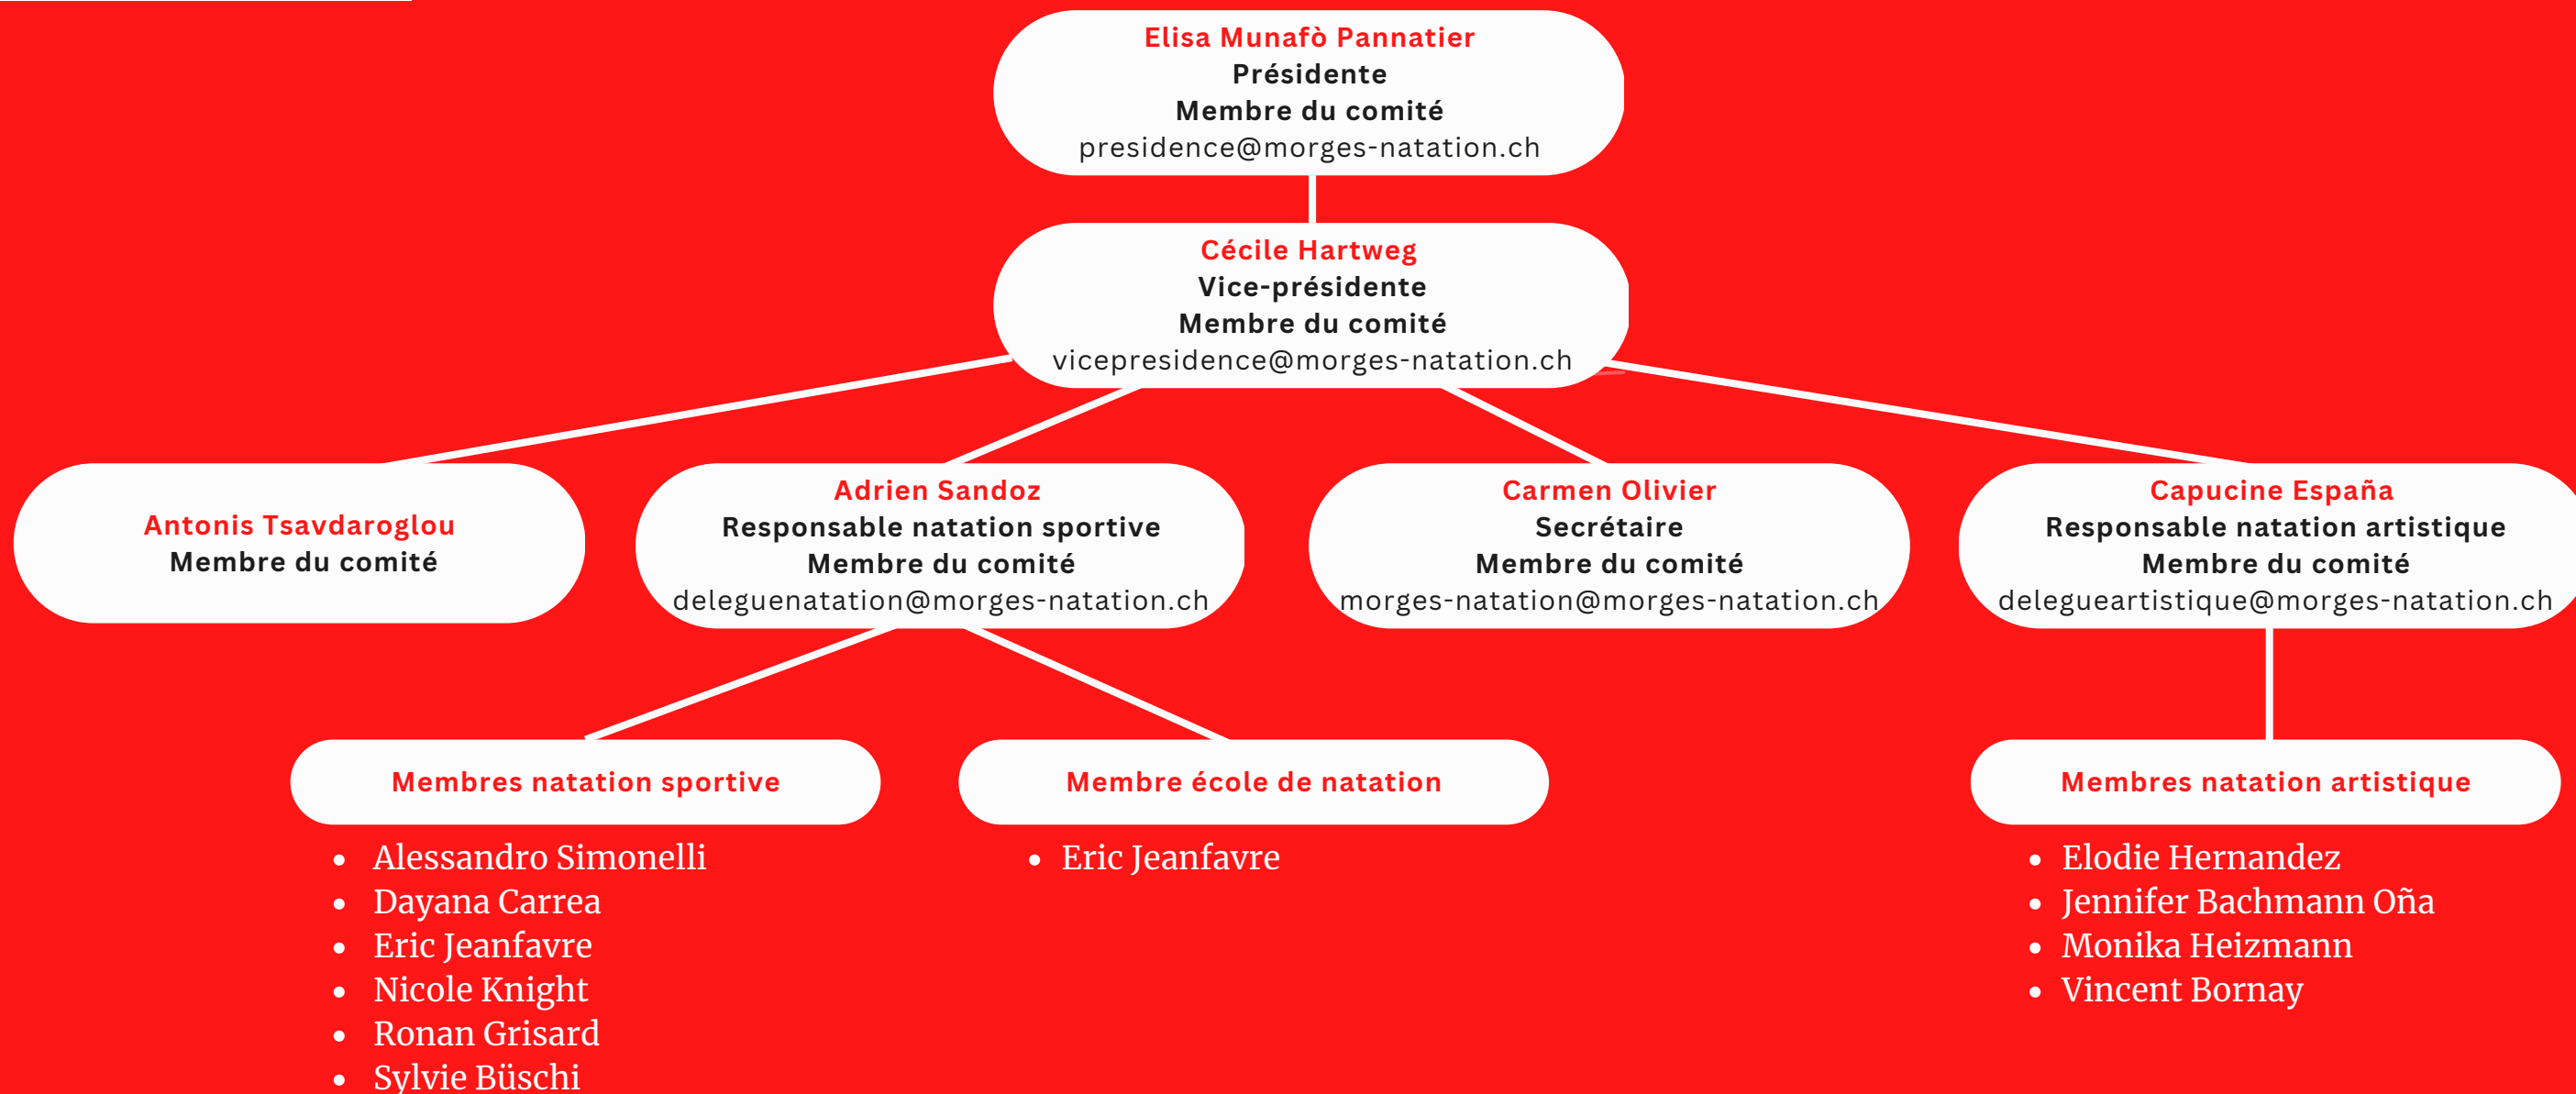 Elisa Munafò Pannatier
Présidente
Membre du comité
presidence@morges-natation.ch
Cécile Hartweg
Vice-présidente
Membre du comité
vicepresidence@morges-natation.ch
Antonis Tsavdaroglou
Membre du comité
Adrien Sandoz
Responsable natation sportive
Membre du comité
deleguenatation@morges-natation.ch
Carmen Olivier
Secrétaire
Membre du comité
morges-natation@morges-natation.ch
Capucine España
Responsable natation artistique
Membre du comité
delegueartistique@morges-natation.ch
Membres natation sportive
• Alessandro Simonelli
• Dayana Carrea
• Eric Jeanfavre
• Nicole Knight
• Ronan Grisard
• Sylvie Büschi
Membre école de natation
• Eric Jeanfavre
Membres natation artistique
• Elodie Hernandez
• Jennifer Bachmann Oña
• Monika Heizmann
• Vincent Bornay